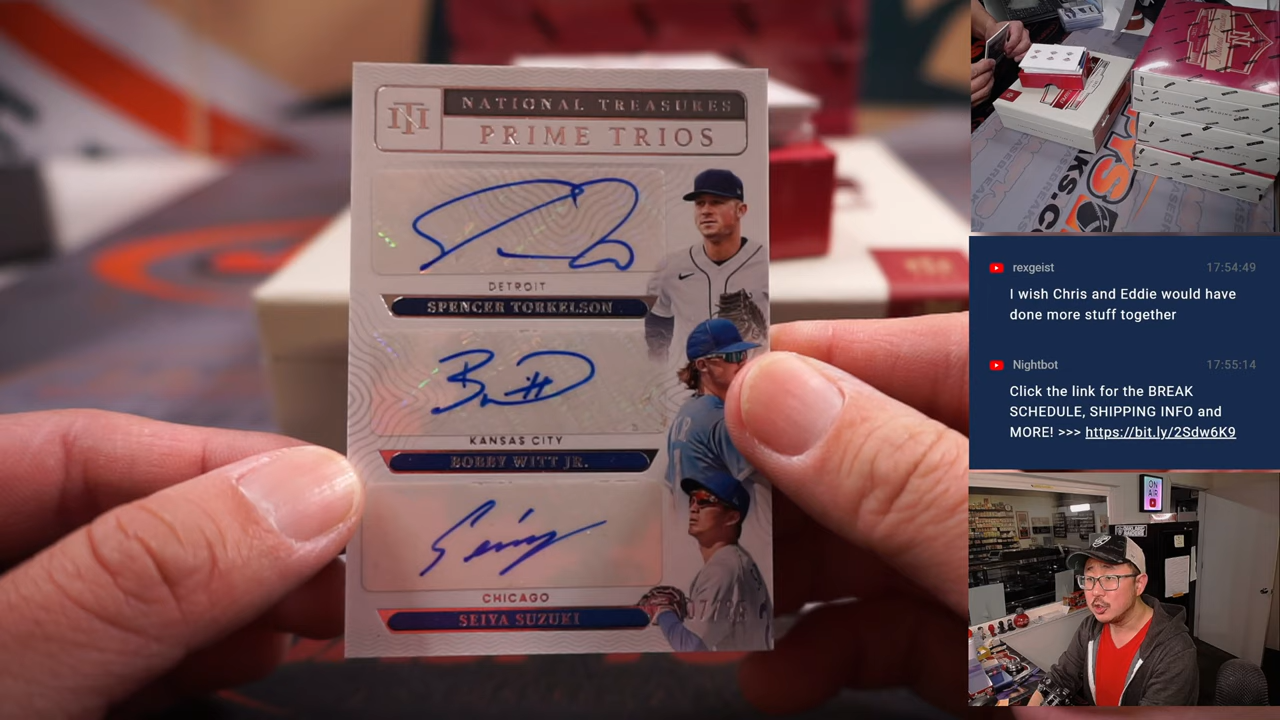 NATIONAL TREASURES
PRIME TRIOS
DETROIT
SPENCER TORKELSON
KANSAS CITY
BOBBY WITT JR.
CHICAGO
SEIYA SUZUKI
rexgeist 17:54:49
I wish Chris and Eddie would have
done more stuff together
Nightbot 17:55:14
Click the link for the BREAK
SCHEDULE, SHIPPING INFO and
MORE! >>> https://bit.ly/2Sdw6K9
ON
AIR